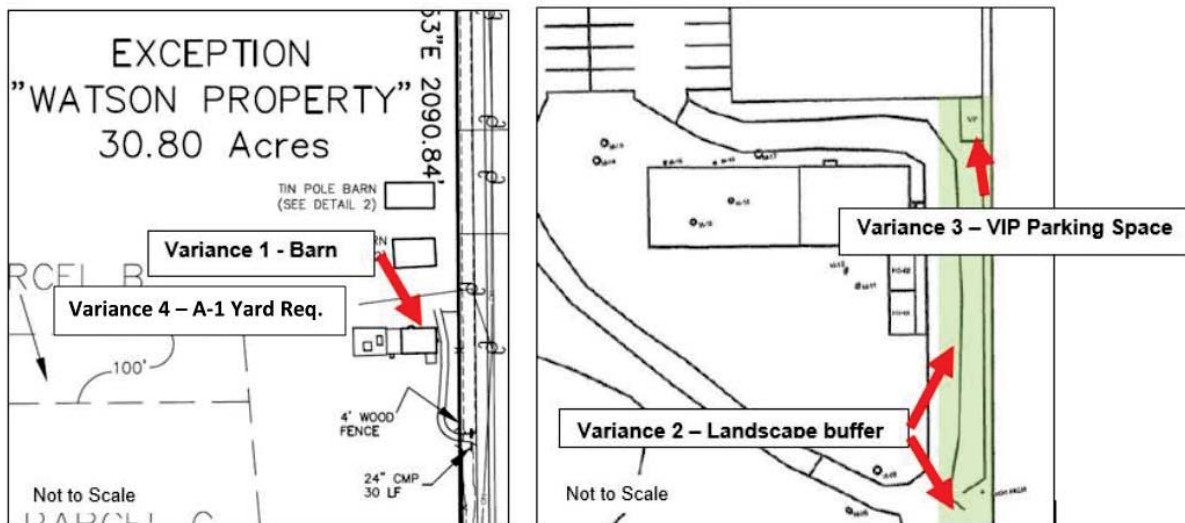 EXCEPTION
"WATSON PROPERTY"
30.80 Acres
53"E 2090.84'
TIN POLE BARN
(SEE DETAIL 2)
Variance 1 - Barn
Variance 4 – A-1 Yard Req.
100'
4' WOOD
FENCE
24" CMP
30 LF
Not to Scale
PARCEL C
VIP
Variance 3 – VIP Parking Space
Variance 2 – Landscape buffer
Not to Scale